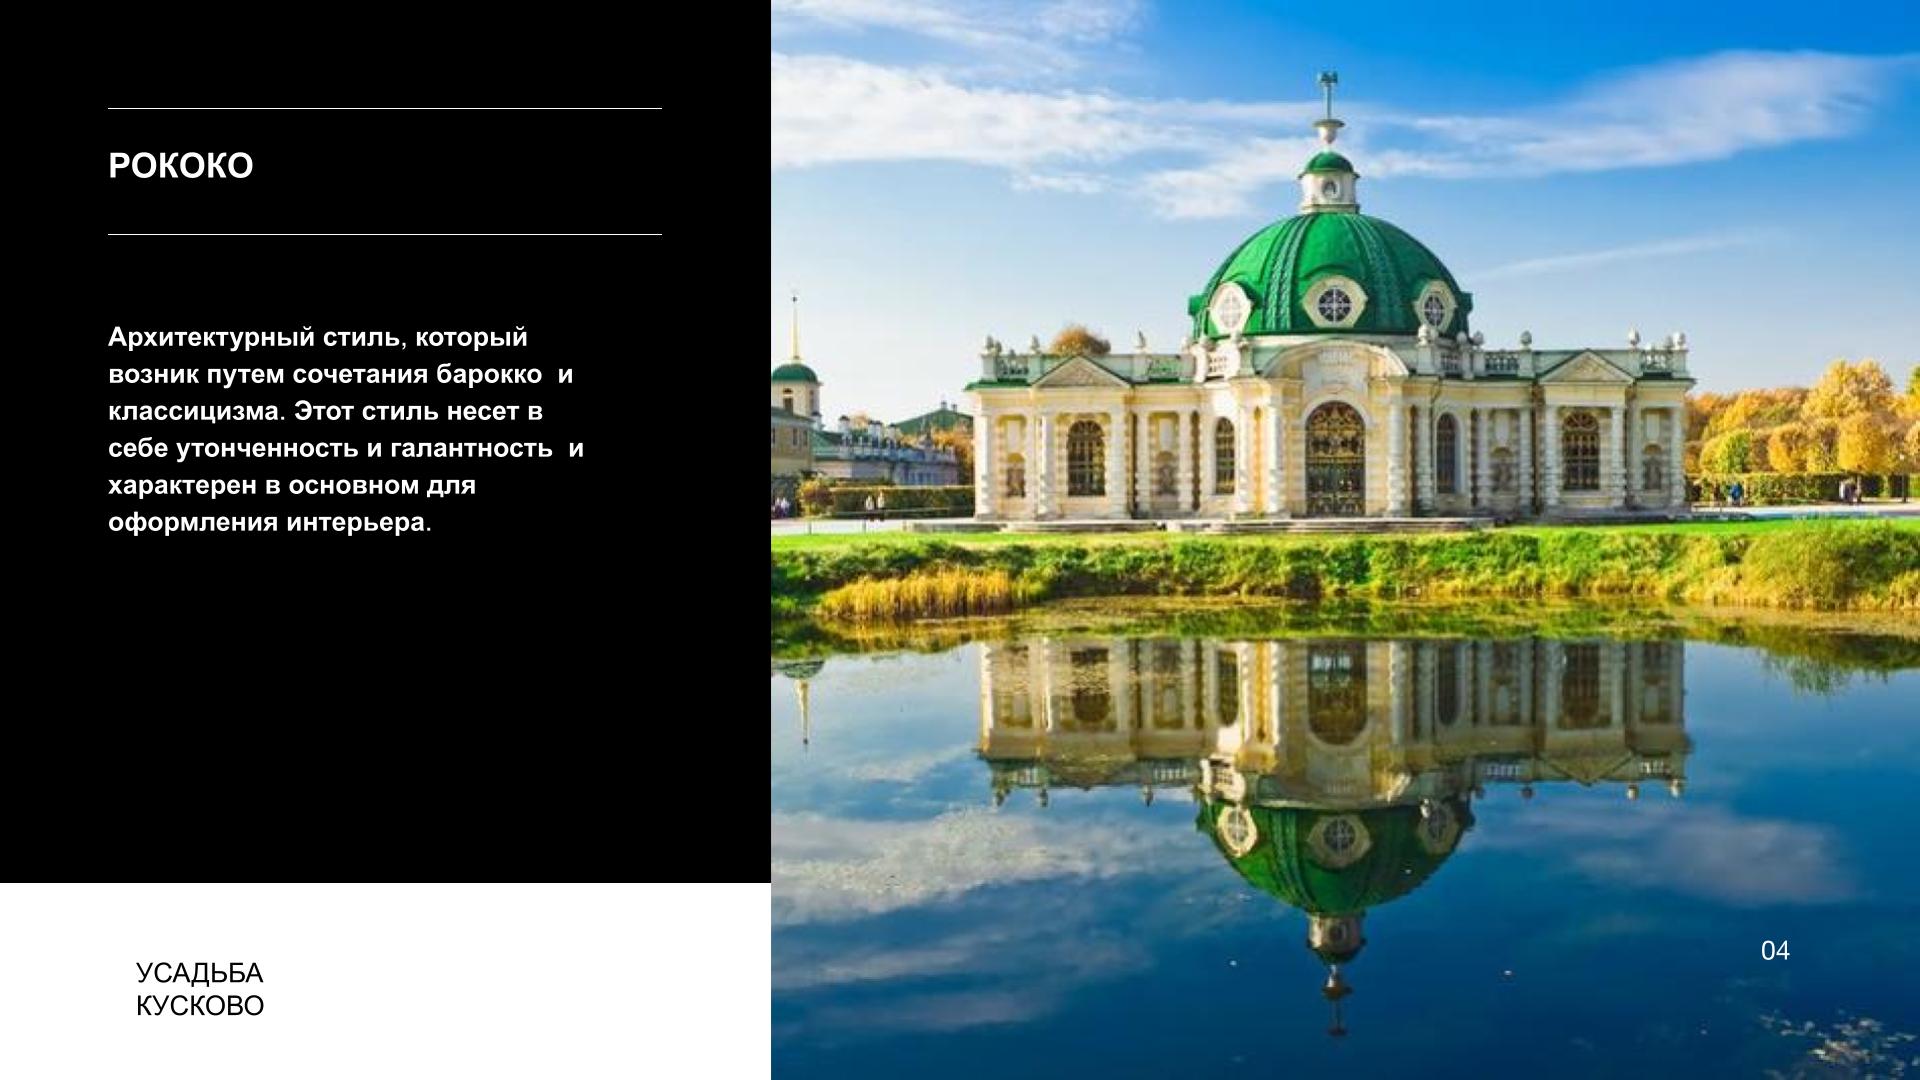 РОКОКО
Архитектурный стиль, который
возник путем сочетания барокко  и
классицизма. Этот стиль несет в
себе утонченность и галантность  и
характерен в основном для
оформления интерьера.
УСАДЬБА
КУСКОВО
04